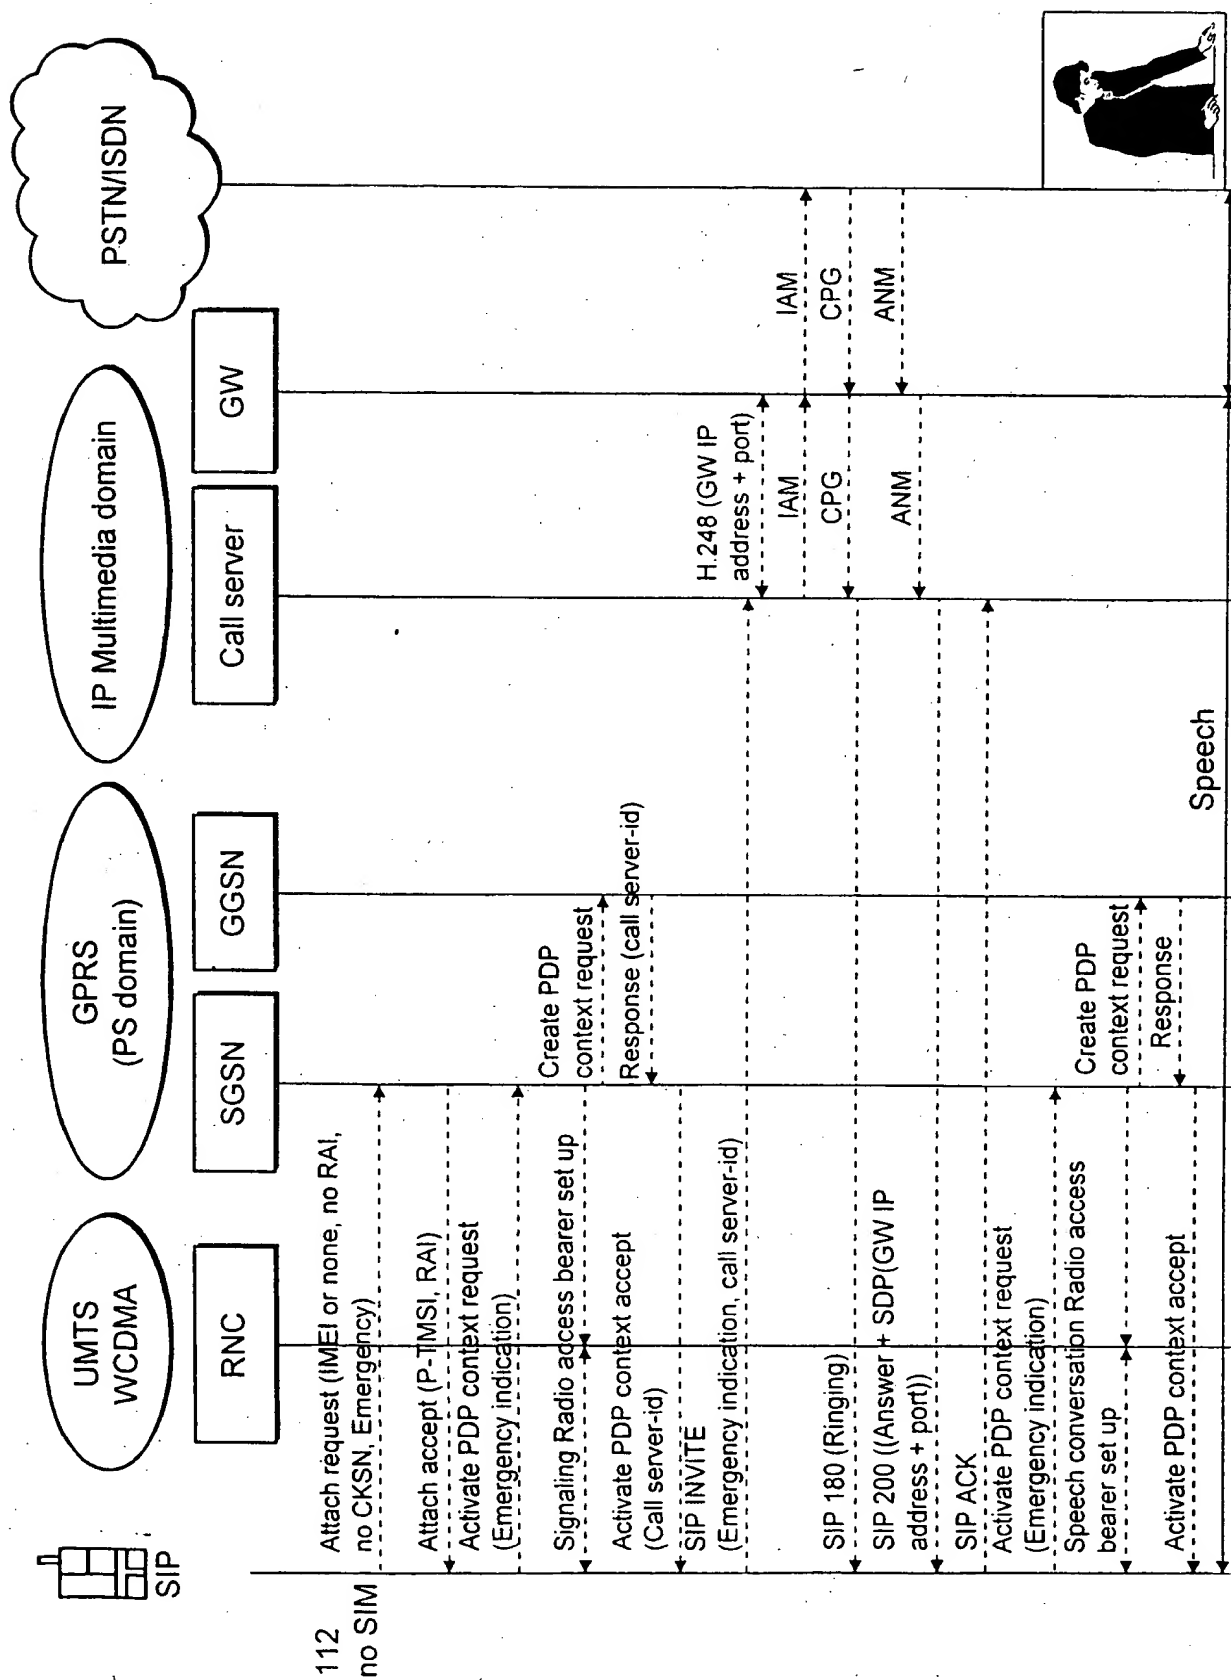 SIP
UMTS
WCDMA
GPRS
(PS domain)
IP Multimedia domain
PSTN/ISDN
RNC
SGSN
GGSN
Call server
GW
112
no SIM
Attach request (IMEI or none, no RAI,
no CKSN, Emergency)
Attach accept (P-TMSI, RAI)
Activate PDP context request
(Emergency indication)
Signaling Radio access bearer set up
Create PDP
context request
Response (call server-id)
Activate PDP context accept
(Call server-id)
SIP INVITE
(Emergency indication, call server-id)
H.248 (GW IP
address + port)
IAM
IAM
CPG
CPG
SIP 180 (Ringing)
ANM
ANM
SIP 200 ((Answer + SDP(GW IP
address + port))
SIP ACK
Activate PDP context request
(Emergency indication)
Speech conversation Radio access
bearer set up
Create PDP
context request
Response
Activate PDP context accept
Speech